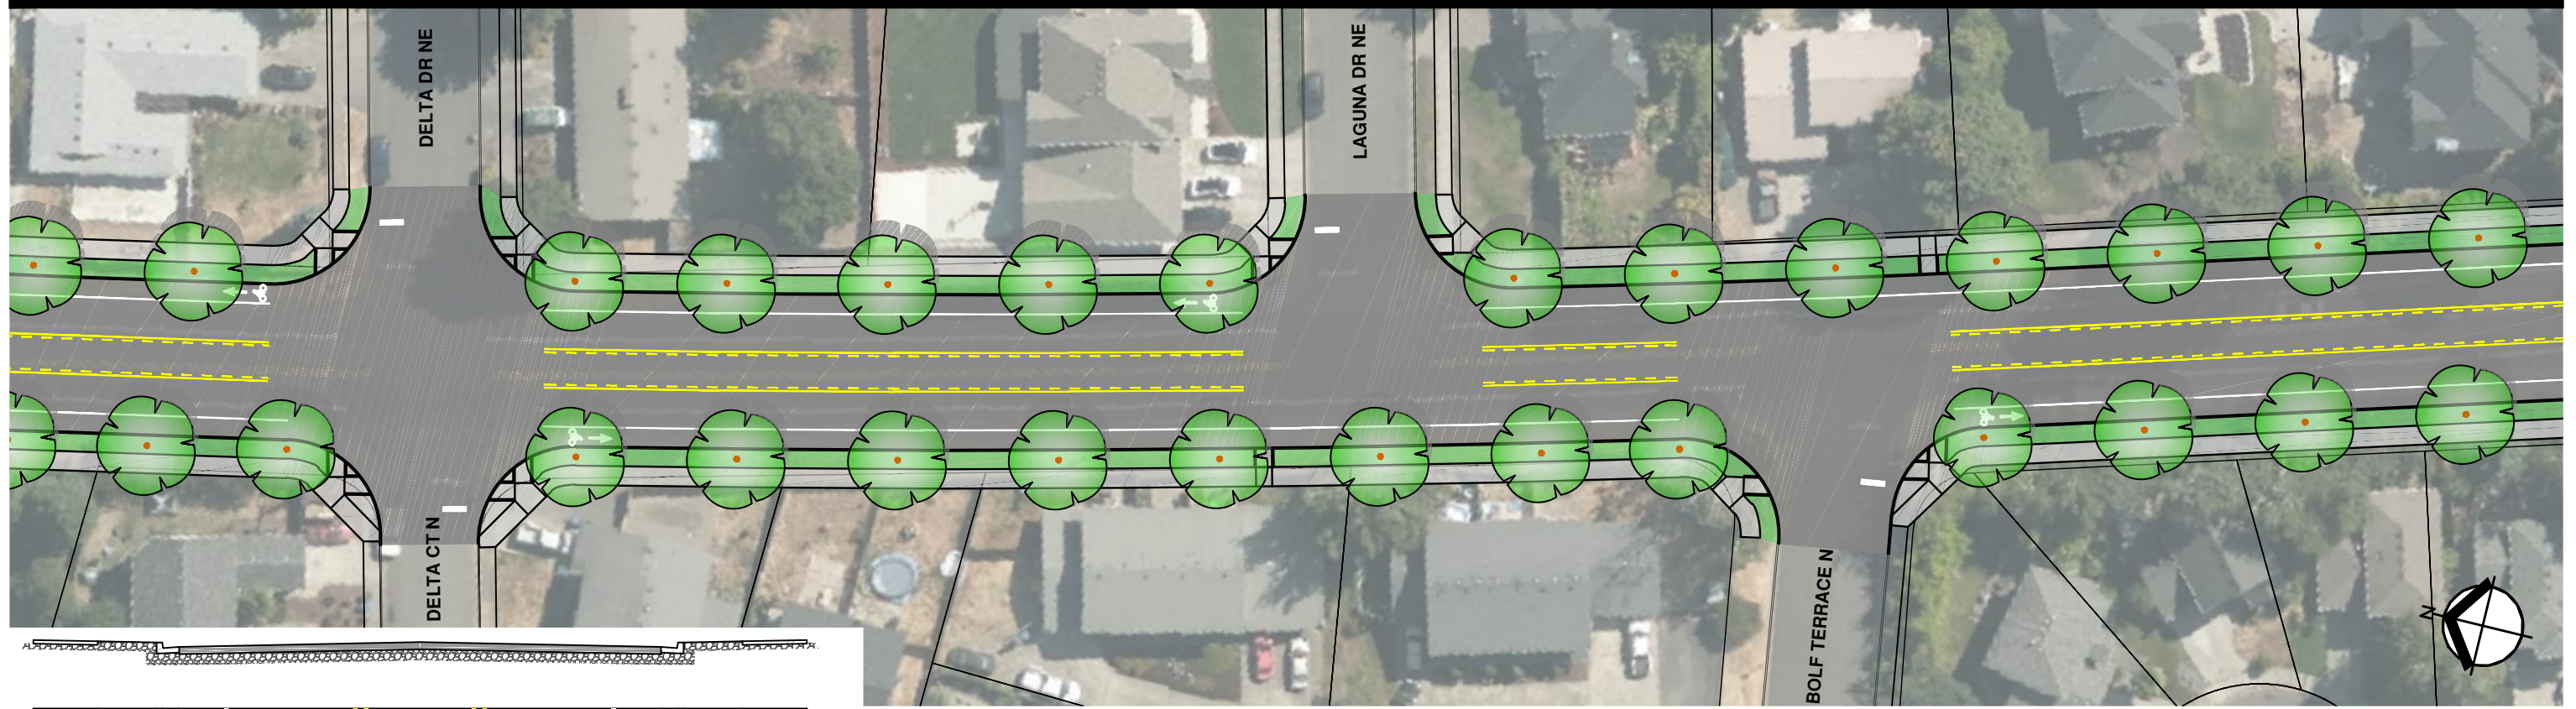 DELTA DR NE
LAGUNA DR NE
DELTA CT N
BOLF TERRACE N
N